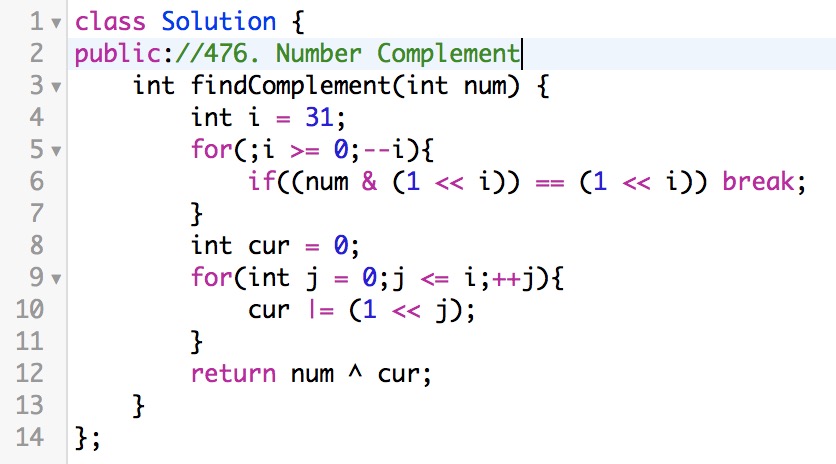 1 class Solution {
2 public://476. Number Complement
3     int findComplement(int num) {
4         int i = 31;
5         for(;i >= 0;--i){
6             if((num & (1 << i)) == (1 << i)) break;
7         }
8         int cur = 0;
9         for(int j = 0;j <= i;++j){
10             cur |= (1 << j);
11         }
12         return num ^ cur;
13     }
14 };